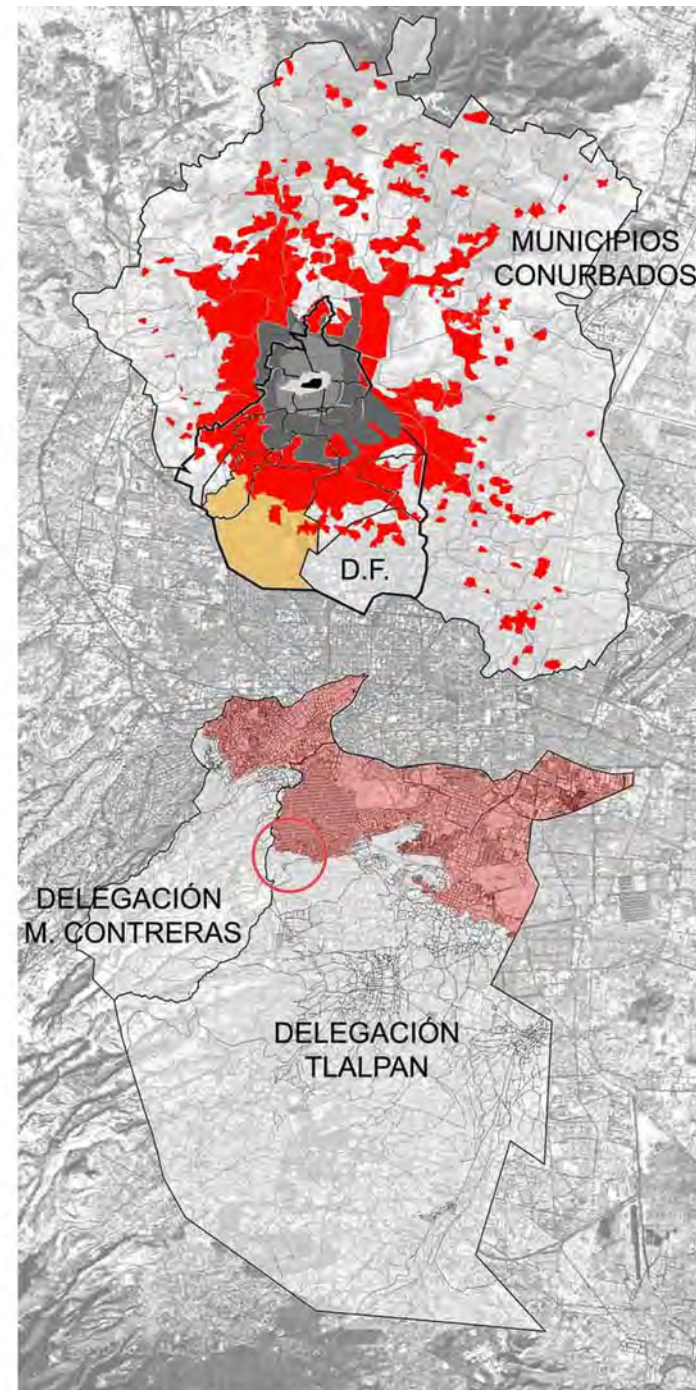 MUNICIPIOS
CONURBADOS
D.F.
DELEGACIÓN
M. CONTRERAS
DELEGACIÓN
TLALPAN